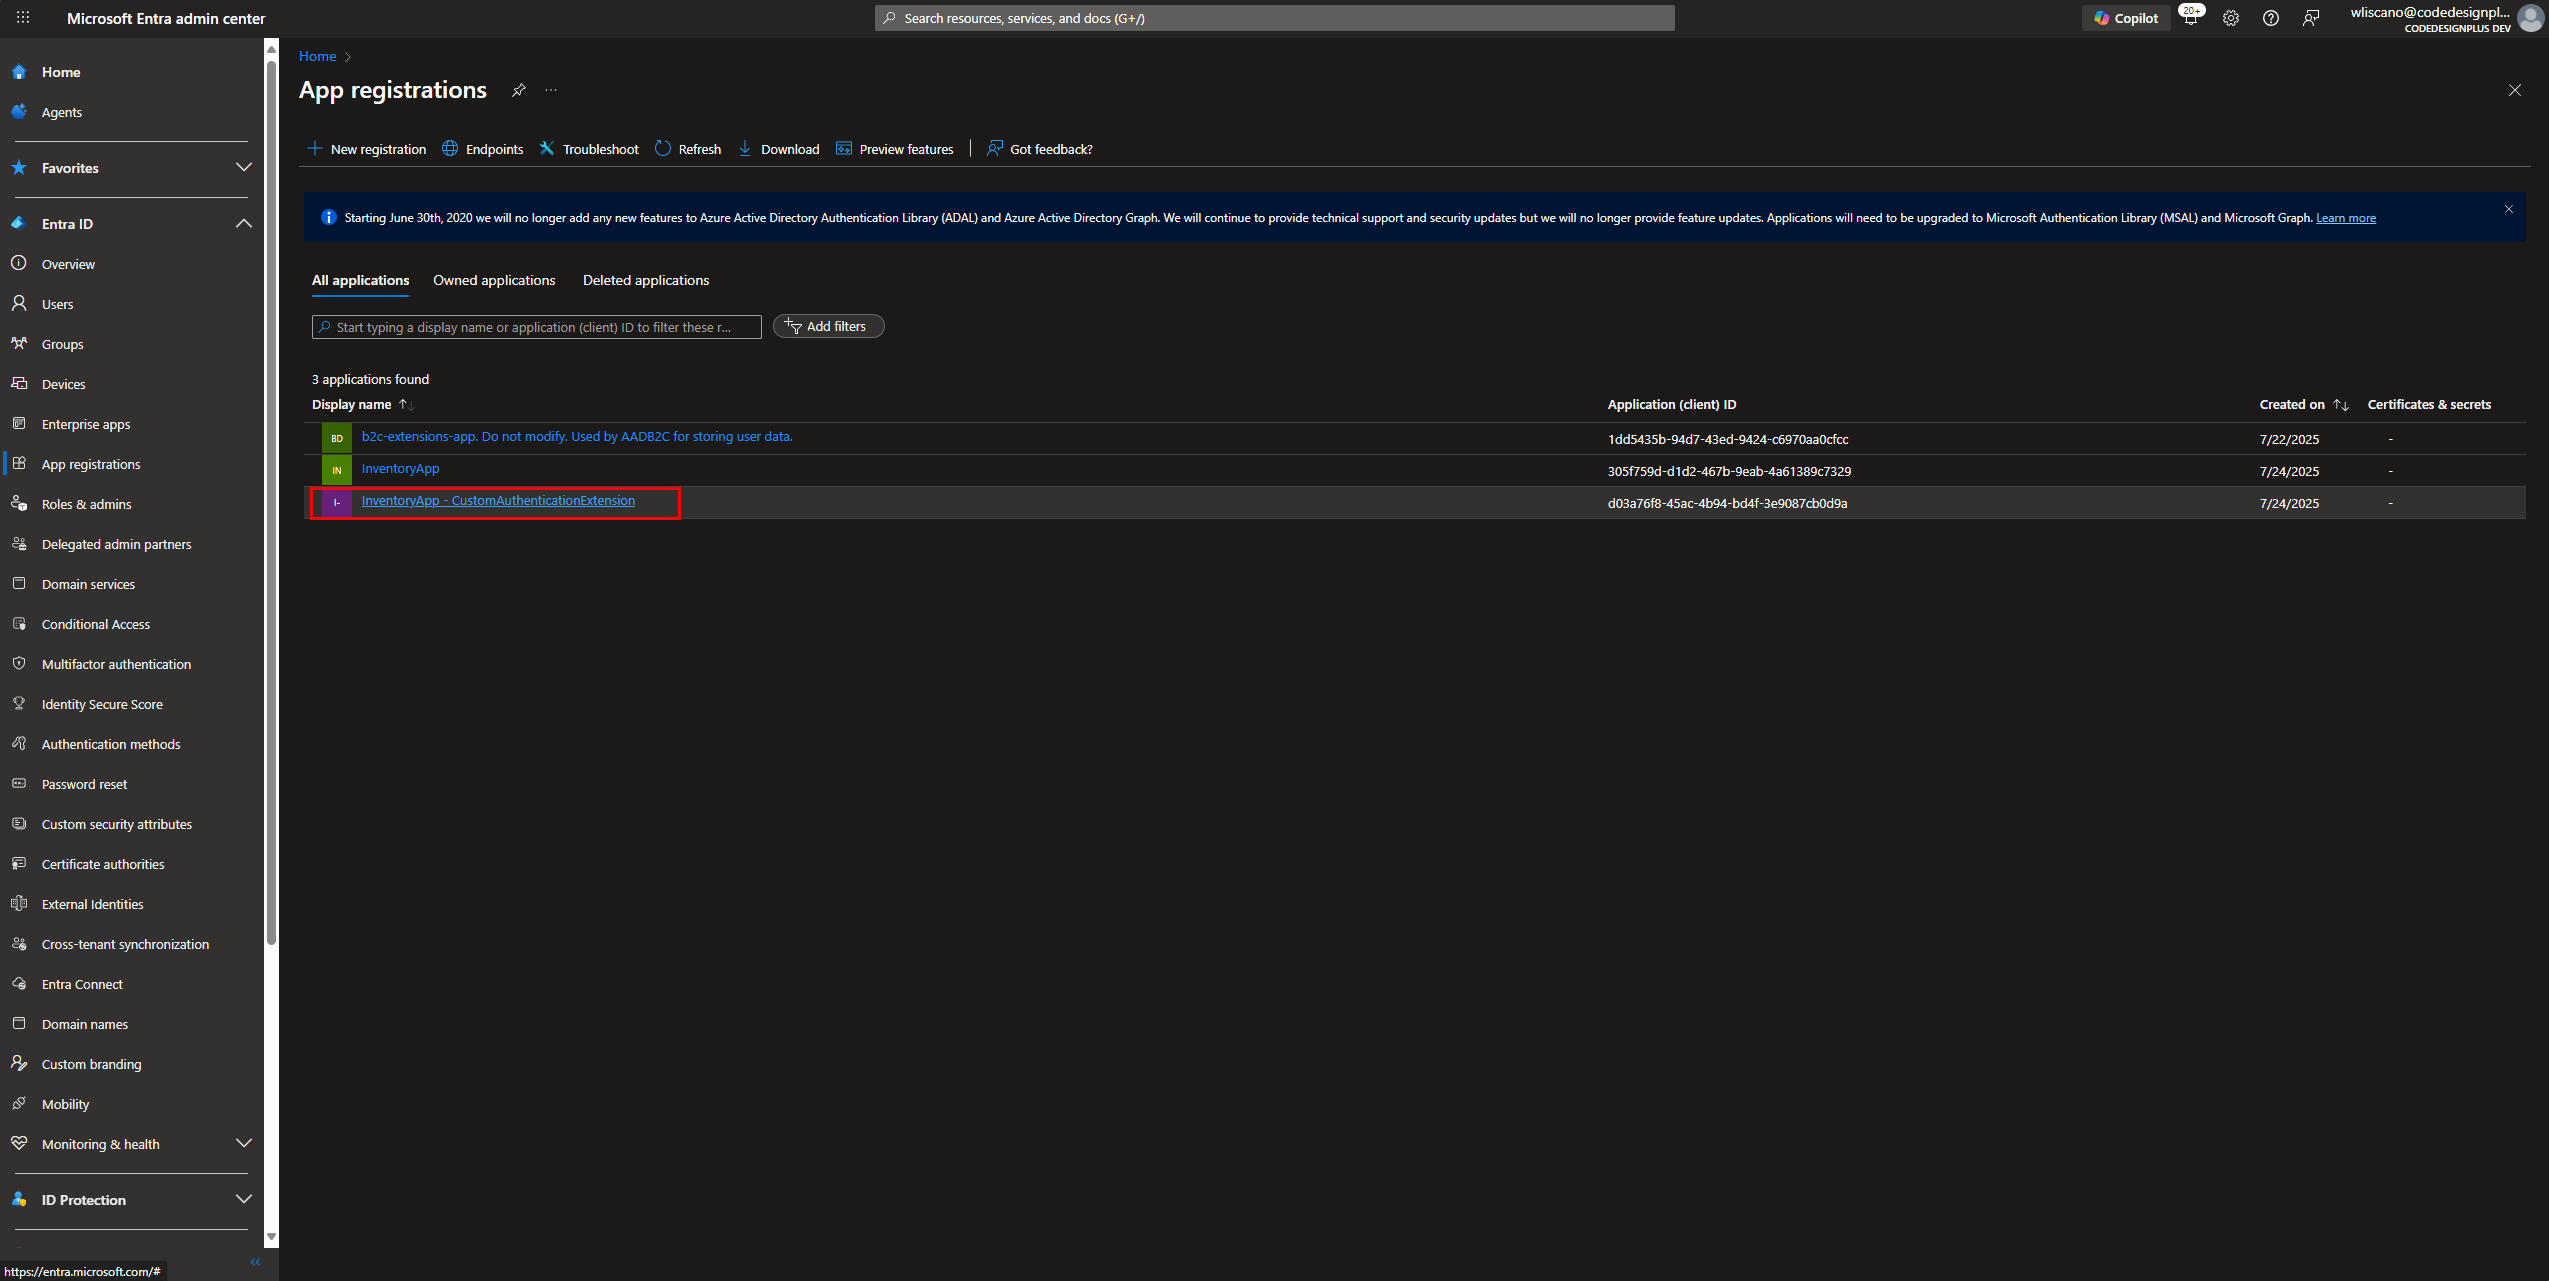 Microsoft Entra admin center
Search resources, services, and docs (G+/)
Copilot
20+
wliscano@codedesignpl...
CODEDESIGNPLUS DEV
Home
Agents
Favorites
Entra ID
Overview
Users
Groups
Devices
Enterprise apps
App registrations
Roles & admins
Delegated admin partners
Domain services
Conditional Access
Multifactor authentication
Identity Secure Score
Authentication methods
Password reset
Custom security attributes
Certificate authorities
External Identities
Cross-tenant synchronization
Entra Connect
Domain names
Custom branding
Mobility
Monitoring & health
ID Protection
https://entra.microsoft.com/#
Home
App registrations
New registration
Endpoints
Troubleshoot
Refresh
Download
Preview features
Got feedback?
Starting June 30th, 2020 we will no longer add any new features to Azure Active Directory Authentication Library (ADAL) and Azure Active Directory Graph. We will continue to provide technical support and security updates but we will no longer provide feature updates. Applications will need to be upgraded to Microsoft Authentication Library (MSAL) and Microsoft Graph. Learn more
All applications Owned applications Deleted applications
Start typing a display name or application (client) ID to filter these r...
Add filters
3 applications found
Display name Application (client) ID Created on Certificates & secrets
BD b2c-extensions-app. Do not modify. Used by AADB2C for storing user data. 1dd5435b-94d7-43ed-9424-c6970aa0cfcc 7/22/2025 -
IN InventoryApp 305f759d-d1d2-467b-9eab-4a61389c7329 7/24/2025 -
I- InventoryApp - CustomAuthenticationExtension d03a76f8-45ac-4b94-bd4f-3e9087cb0d9a 7/24/2025 -